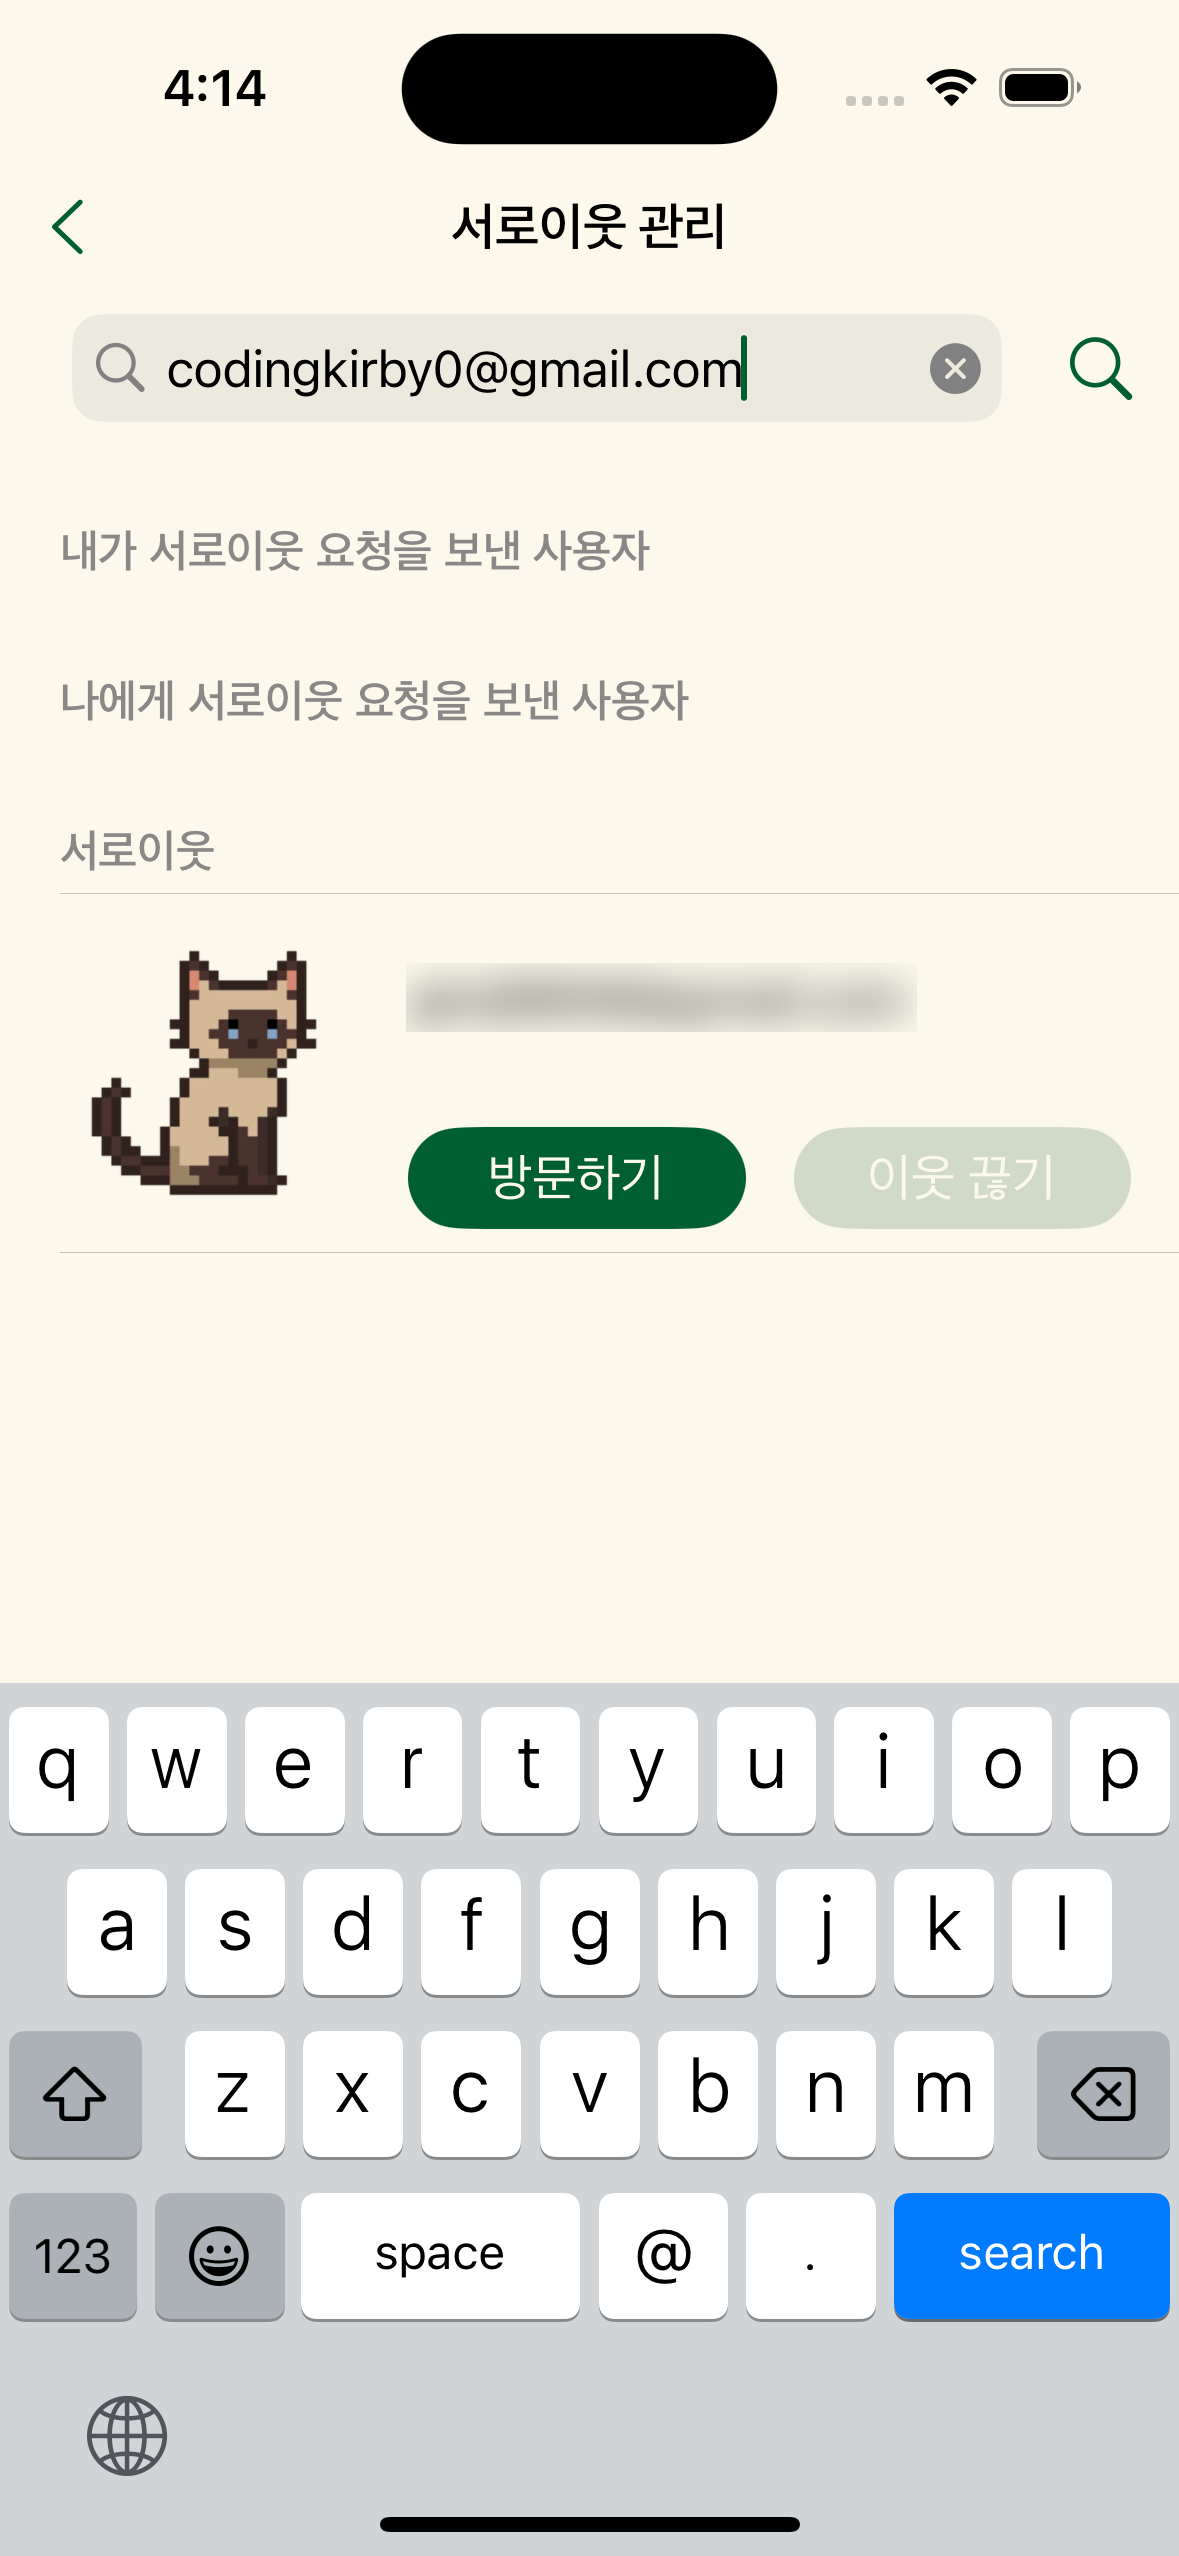 4:14
서로이웃 관리
codingkirby0@gmail.com
내가 서로이웃 요청을 보낸 사용자
나에게 서로이웃 요청을 보낸 사용자
서로이웃
방문하기 이웃 끊기
q w e r t y u i o p
a s d f g h j k l
z x c v b n m
123 space @ . search